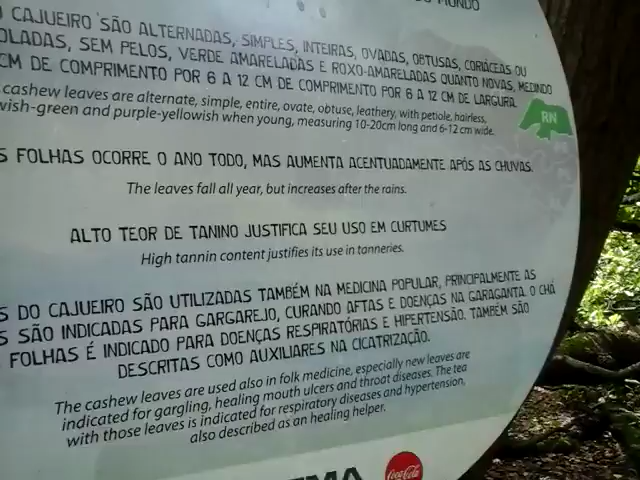 DO MUNDO
CAJUEIRO SÃO ALTERNADAS, SIMPLES, INTEIRAS, OVADAS, OBTUSAS, CORIÁCEAS OU
OLADAS, SEM PELOS, VERDE AMARELADAS E ROXO-AMARELADAS QUANTO NOVAS, MEDINDO
CM DE COMPRIMENTO POR 6 A 12 CM DE COMPRIMENTO POR 6 A 12 CM DE LARGURA.
cashew leaves are alternate, simple, entire, ovate, obtuse, leathery, with petiole, hairless,
wish-green and purple-yellowish when young, measuring 10-20cm long and 6-12 cm wide.
RN
S FOLHAS OCORRE O ANO TODO, MAS AUMENTA ACENTUADAMENTE APÓS AS CHUVAS.
The leaves fall all year, but increases after the rains.
ALTO TEOR DE TANINO JUSTIFICA SEU USO EM CURTUMES
High tannin content justifies its use in tanneries.
S DO CAJUEIRO SÃO UTILIZADAS TAMBÉM NA MEDICINA POPULAR, PRINCIPALMENTE AS
S SÃO INDICADAS PARA GARGAREJO, CURANDO AFTAS E DOENÇAS NA GARAGANTA. O CHÁ
FOLHAS É INDICADO PARA DOENÇAS RESPIRATÓRIAS E HIPERTENSÃO. TAMBÉM SÃO
DESCRITAS COMO AUXILIARES NA CICATRIZAÇÃO.
The cashew leaves are used also in folk medicine, especially new leaves are
indicated for gargling, healing mouth ulcers and throat diseases. The tea
with those leaves is indicated for respiratory diseases and hypertension,
also described as an healing helper.
Coca-Cola